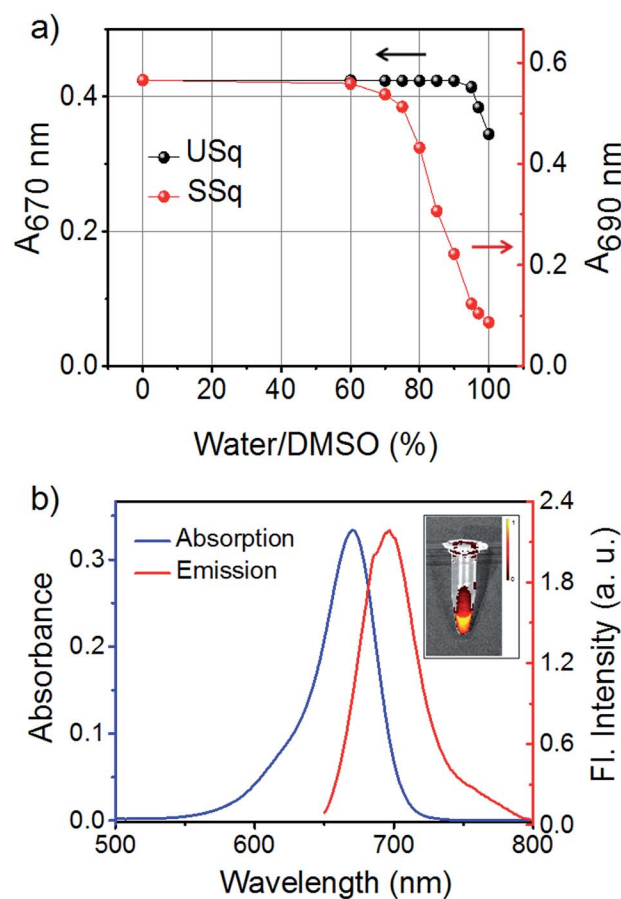 a)
0.4
0.2
0.0
A670 nm
USq
SSq
0.6
0.4
0.2
0.0
A690 nm
0 20 40 60 80 100
Water/DMSO (%)
b)
Absorption
Emission
0.3
0.2
0.1
0.0
Absorbance
1
0
2.4
1.8
1.2
0.6
0.0
Fl. Intensity (a. u.)
500 600 700 800
Wavelength (nm)